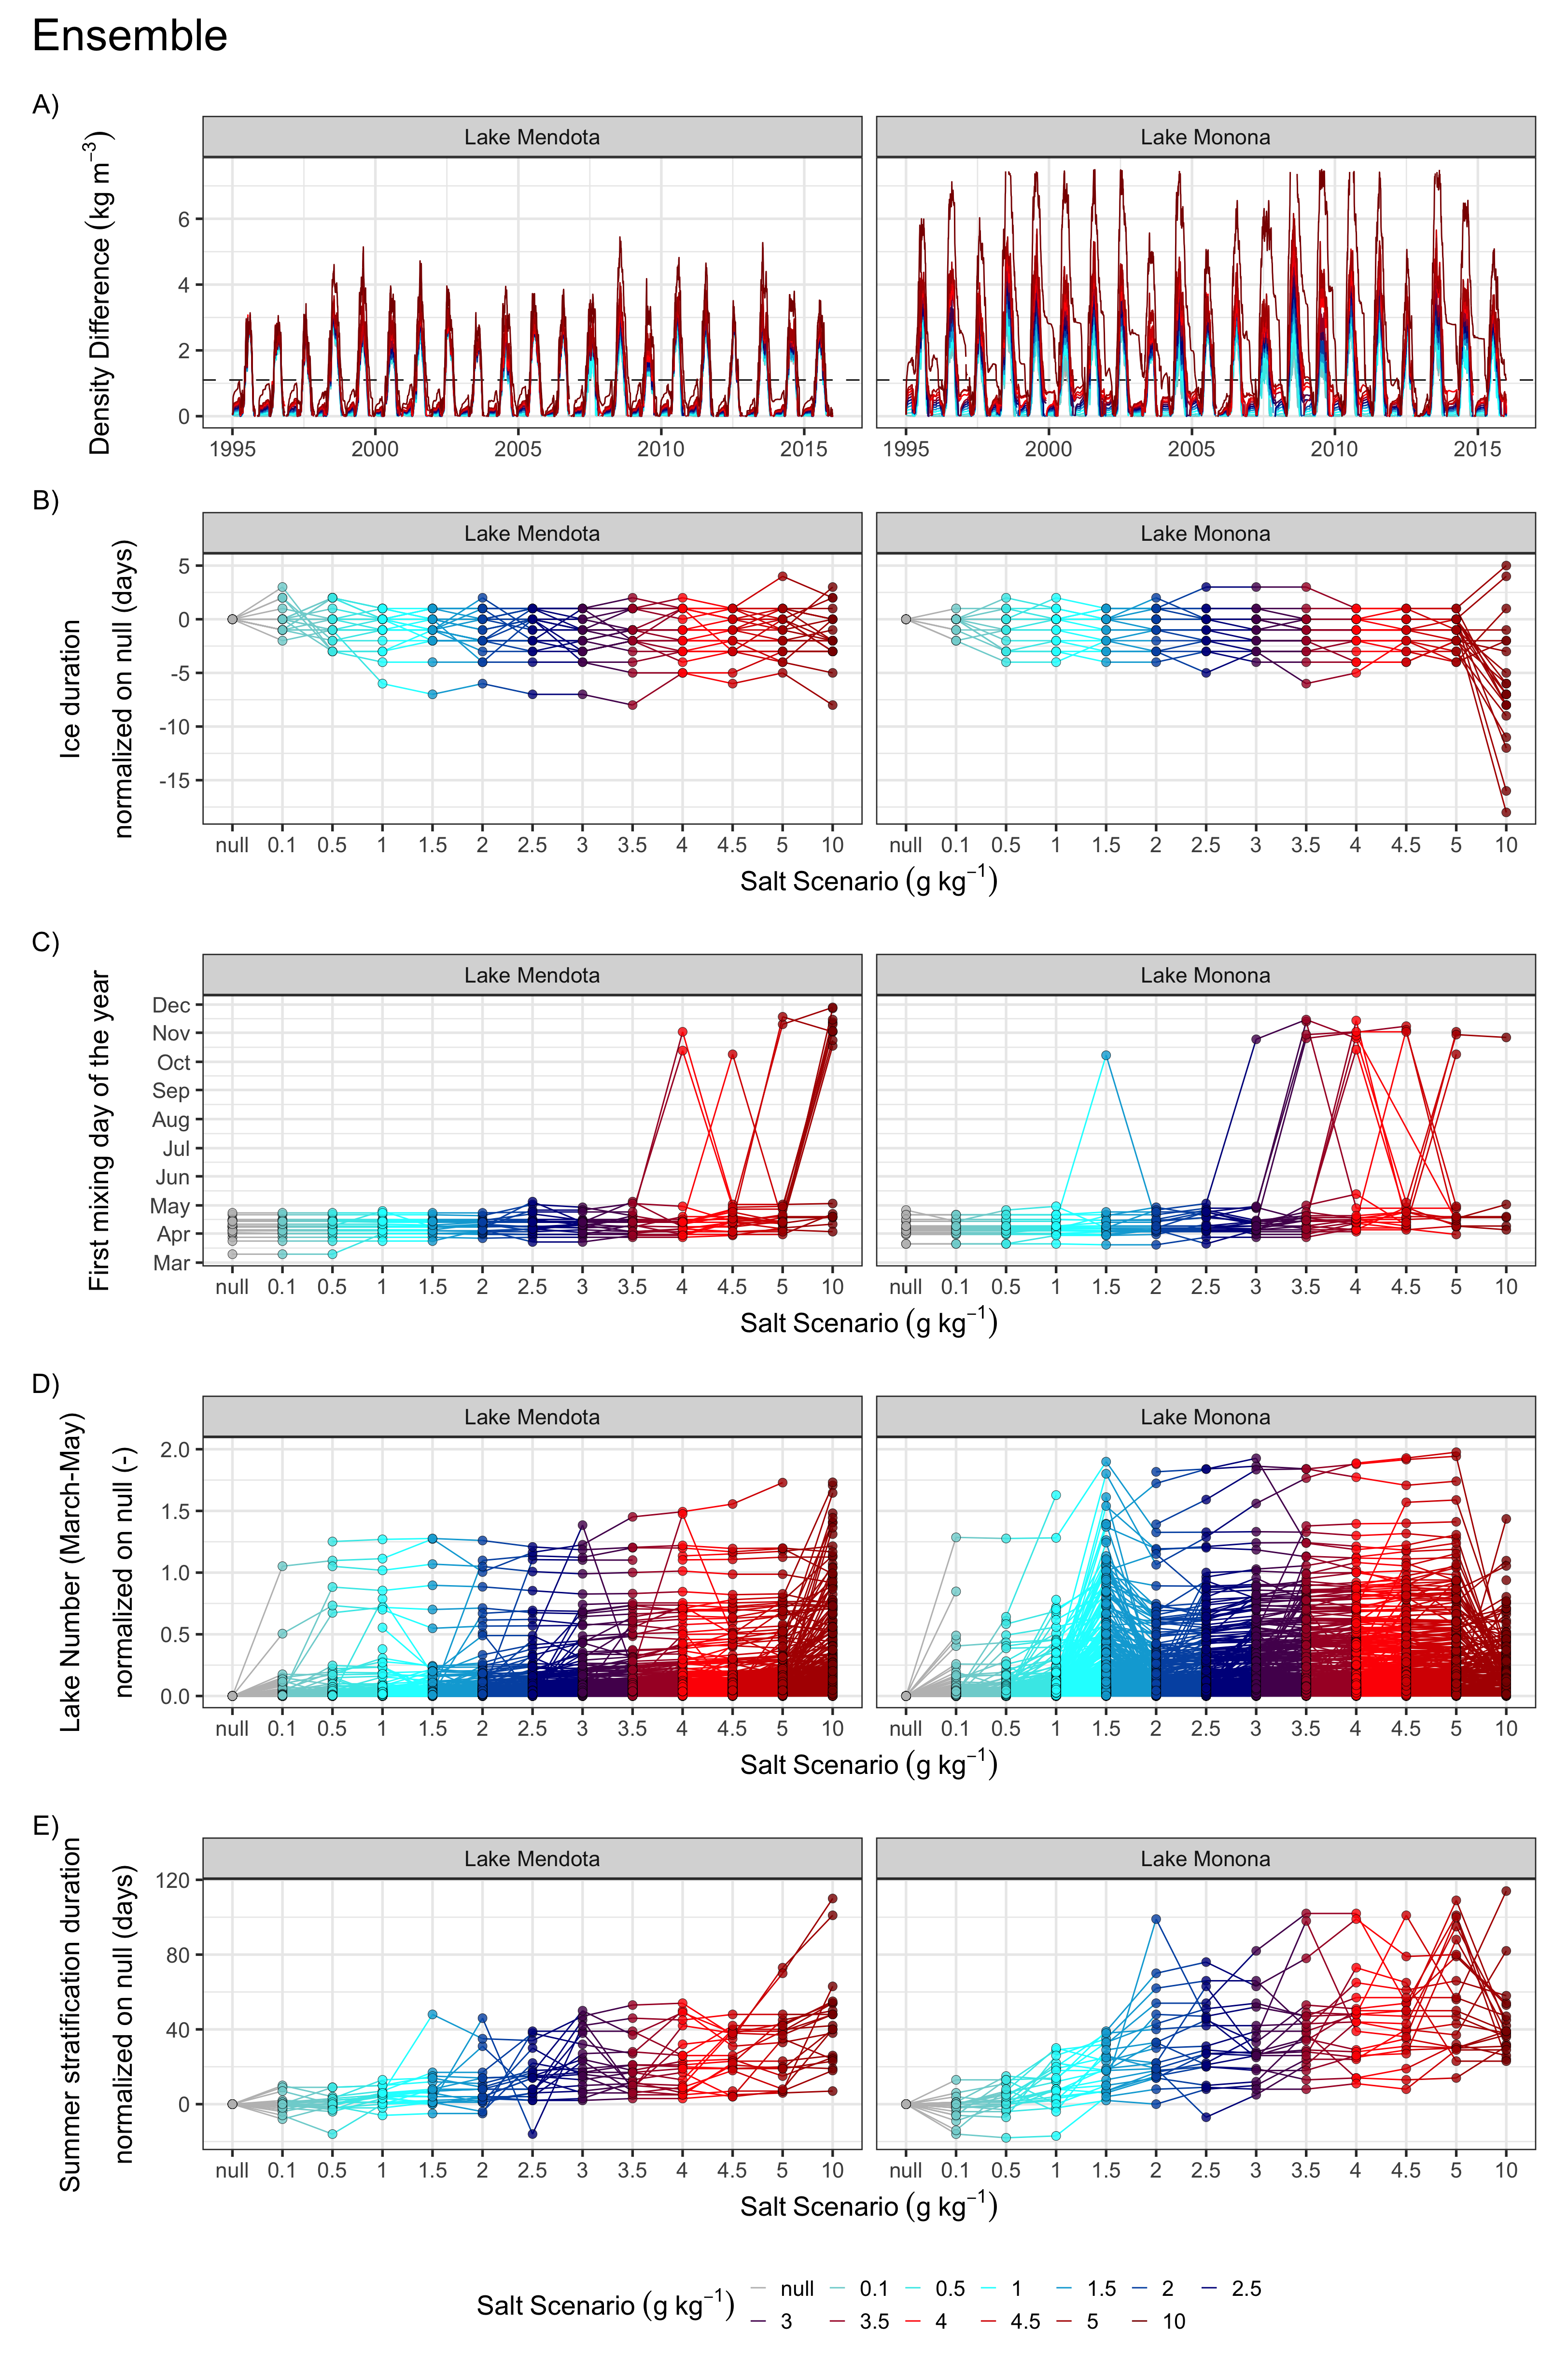 Ensemble
A)
Lake Mendota
Lake Monona
Density Difference (kg m⁻³)
6
4
2
0
1995 2000 2005 2010 2015
1995 2000 2005 2010 2015
B)
Lake Mendota
Lake Monona
Ice duration
normalized on null (days)
5
0
-5
-10
-15
null 0.1 0.5 1 1.5 2 2.5 3 3.5 4 4.5 5 10
null 0.1 0.5 1 1.5 2 2.5 3 3.5 4 4.5 5 10
Salt Scenario (g kg⁻¹)
C)
Lake Mendota
Lake Monona
First mixing day of the year
Dec
Nov
Oct
Sep
Aug
Jul
Jun
May
Apr
Mar
null 0.1 0.5 1 1.5 2 2.5 3 3.5 4 4.5 5 10
null 0.1 0.5 1 1.5 2 2.5 3 3.5 4 4.5 5 10
Salt Scenario (g kg⁻¹)
D)
Lake Mendota
Lake Monona
Lake Number (March-May)
normalized on null (-)
2.0
1.5
1.0
0.5
0.0
null 0.1 0.5 1 1.5 2 2.5 3 3.5 4 4.5 5 10
null 0.1 0.5 1 1.5 2 2.5 3 3.5 4 4.5 5 10
Salt Scenario (g kg⁻¹)
E)
Lake Mendota
Lake Monona
Summer stratification duration
normalized on null (days)
120
80
40
0
null 0.1 0.5 1 1.5 2 2.5 3 3.5 4 4.5 5 10
null 0.1 0.5 1 1.5 2 2.5 3 3.5 4 4.5 5 10
Salt Scenario (g kg⁻¹)
Salt Scenario (g kg⁻¹)
null 0.1 0.5 1 1.5 2 2.5
3 3.5 4 4.5 5 10